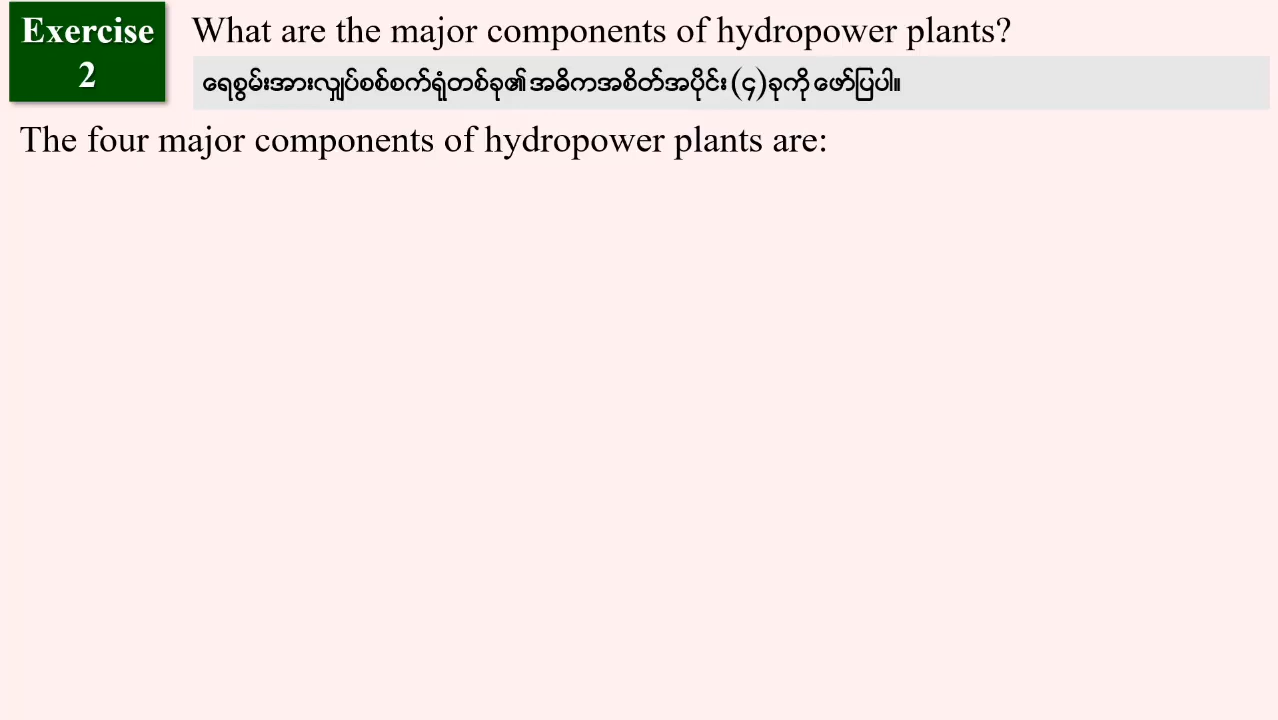 Exercise
2
What are the major components of hydropower plants?
ရေစွမ်းအားလျှပ်စစ်စက်ရုံတစ်ခု၏ အဓိကအစိတ်အပိုင်း (၄)ခုကို ဖော်ပြပါ။
The four major components of hydropower plants are: